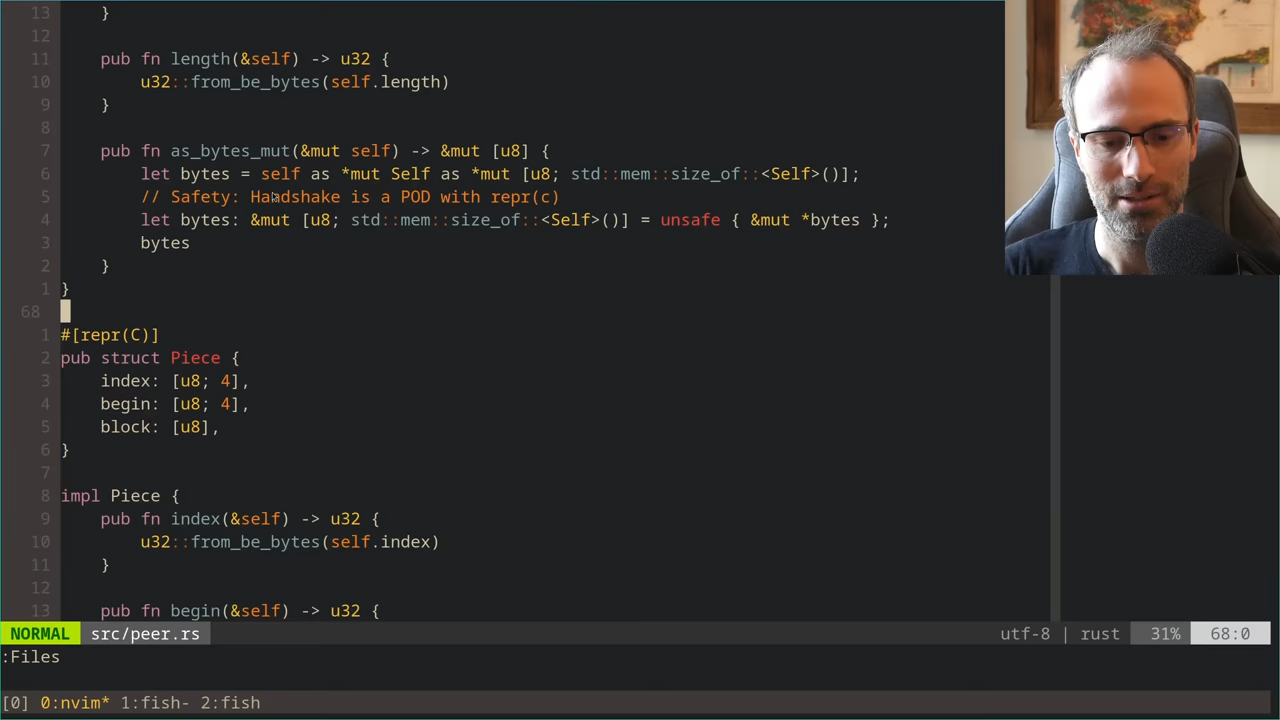 13     }
12
11     pub fn length(&self) -> u32 {
10         u32::from_be_bytes(self.length)
9     }
8
7     pub fn as_bytes_mut(&mut self) -> &mut [u8] {
6         let bytes = self as *mut Self as *mut [u8; std::mem::size_of::<Self>()];
5         // Safety: Handshake is a POD with repr(c)
4         let bytes: &mut [u8; std::mem::size_of::<Self>()] = unsafe { &mut *bytes };
3         bytes
2     }
1 }
68
1 #[repr(C)]
2 pub struct Piece {
3     index: [u8; 4],
4     begin: [u8; 4],
5     block: [u8],
6 }
7
8 impl Piece {
9     pub fn index(&self) -> u32 {
10         u32::from_be_bytes(self.index)
11     }
12
13     pub fn begin(&self) -> u32 {
NORMAL src/peer.rs utf-8 | rust 31% 68:0
:Files
[0] 0:nvim* 1:fish- 2:fish